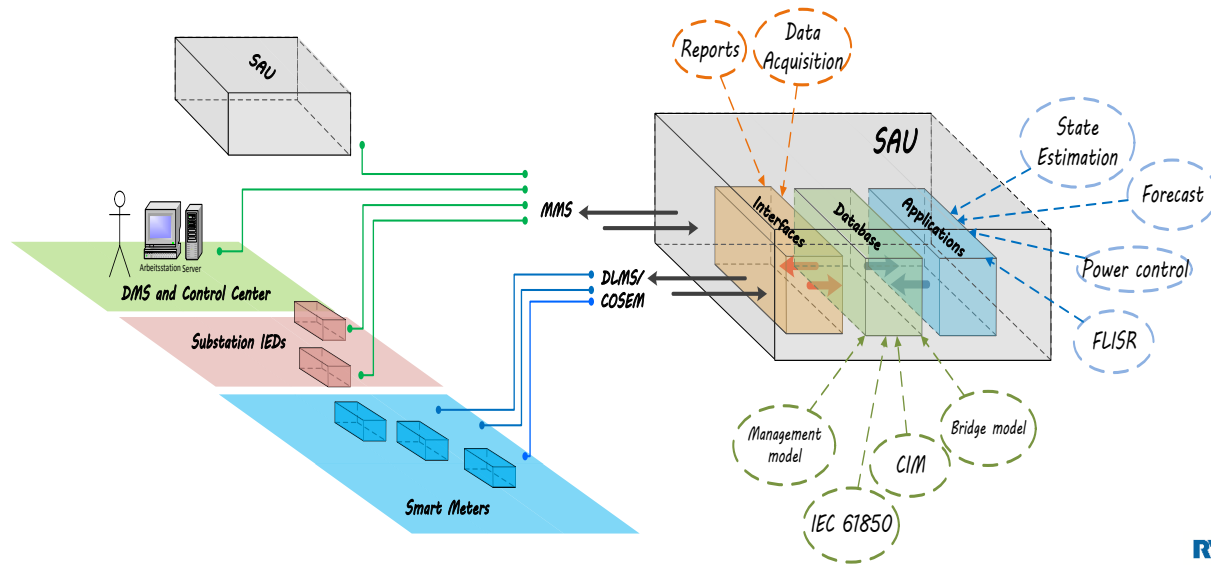 SAU
Reports
Data
Acquisition
SAU
State
Estimation
Forecast
Power control
FLISR
Interfaces
Database
Applications
MMS
DLMS/
COSEM
Arbeitsstation Server
DMS and Control Center
Substation IEDs
Smart Meters
Management
model
Bridge model
CIM
IEC 61850